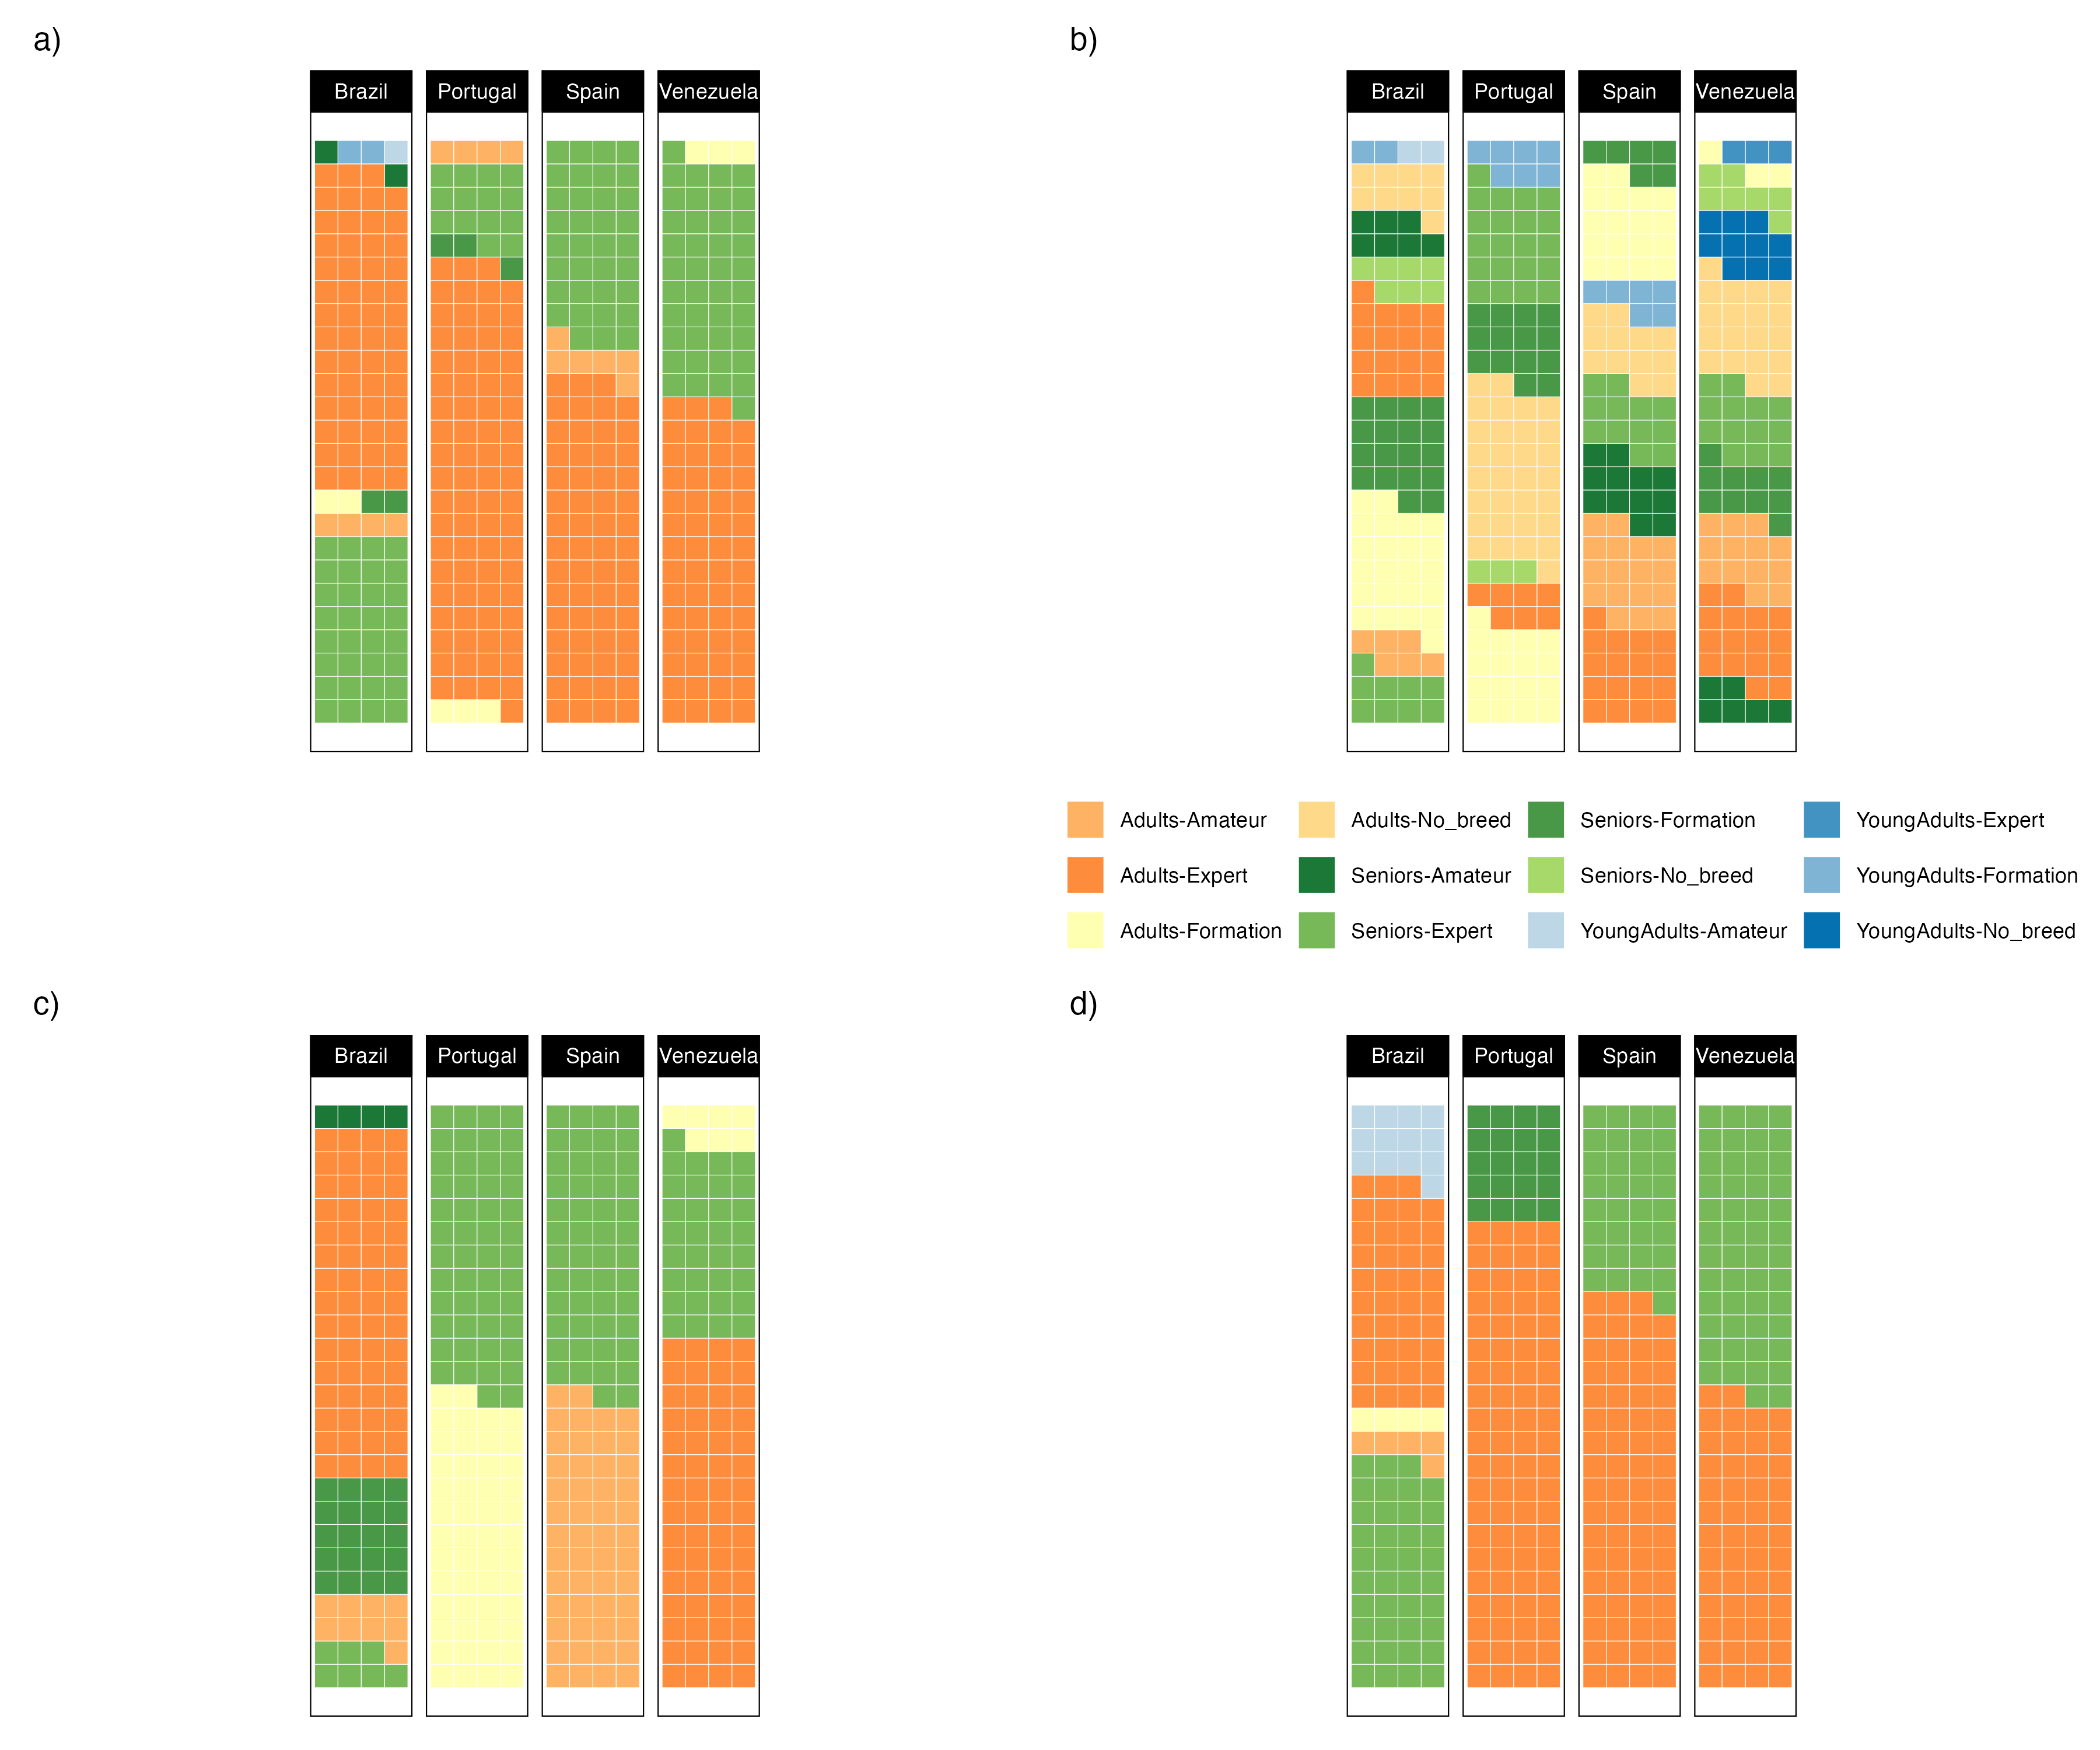 a)
Brazil Portugal Spain Venezuela
b)
Brazil Portugal Spain Venezuela
Adults-Amateur Adults-No_breed Seniors-Formation YoungAdults-Expert
Adults-Expert Seniors-Amateur Seniors-No_breed YoungAdults-Formation
Adults-Formation Seniors-Expert YoungAdults-Amateur YoungAdults-No_breed
c)
Brazil Portugal Spain Venezuela
d)
Brazil Portugal Spain Venezuela